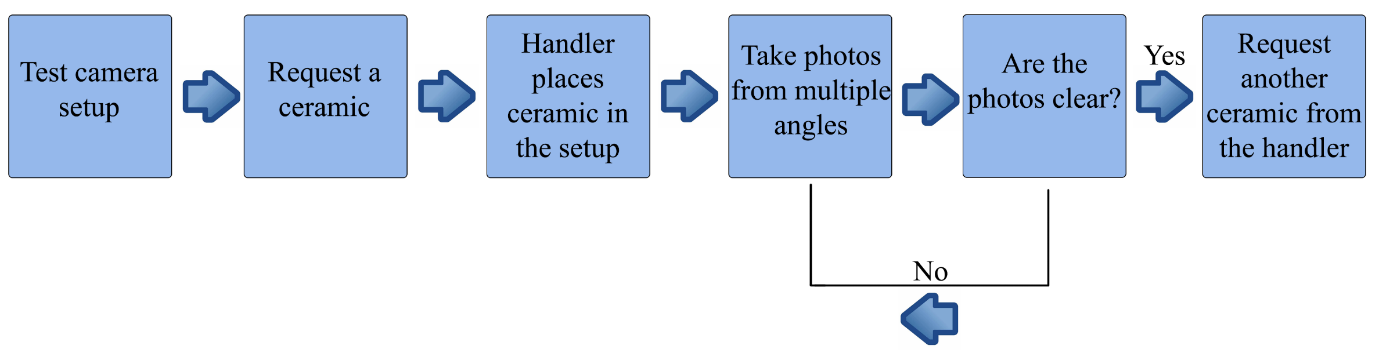 Test camera
setup
Request a
ceramic
Handler
places
ceramic in
the setup
Take photos
from multiple
angles
Are the
photos clear?
Yes
Request
another
ceramic from
the handler
No